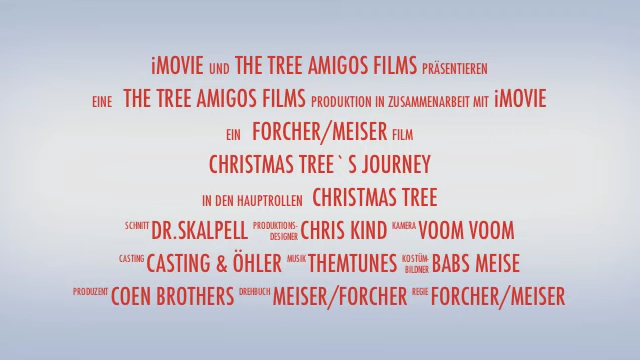 iMOVIE UND THE TREE AMIGOS FILMS PRÄSENTIEREN
EINE THE TREE AMIGOS FILMS PRODUKTION IN ZUSAMMENARBEIT MIT iMOVIE
EIN FORCHER/MEISER FILM
CHRISTMAS TREE`S JOURNEY
IN DEN HAUPTROLLEN CHRISTMAS TREE
SCHNITT DR.SKALPELL PRODUKTIONS-DESIGNER CHRIS KIND KAMERA VOOM VOOM
CASTING CASTING & ÖHLER MUSIK THEMTUNES KOSTÜM-BILDNER BABS MEISE
PRODUZENT COEN BROTHERS DREHBUCH MEISER/FORCHER REGIE FORCHER/MEISER